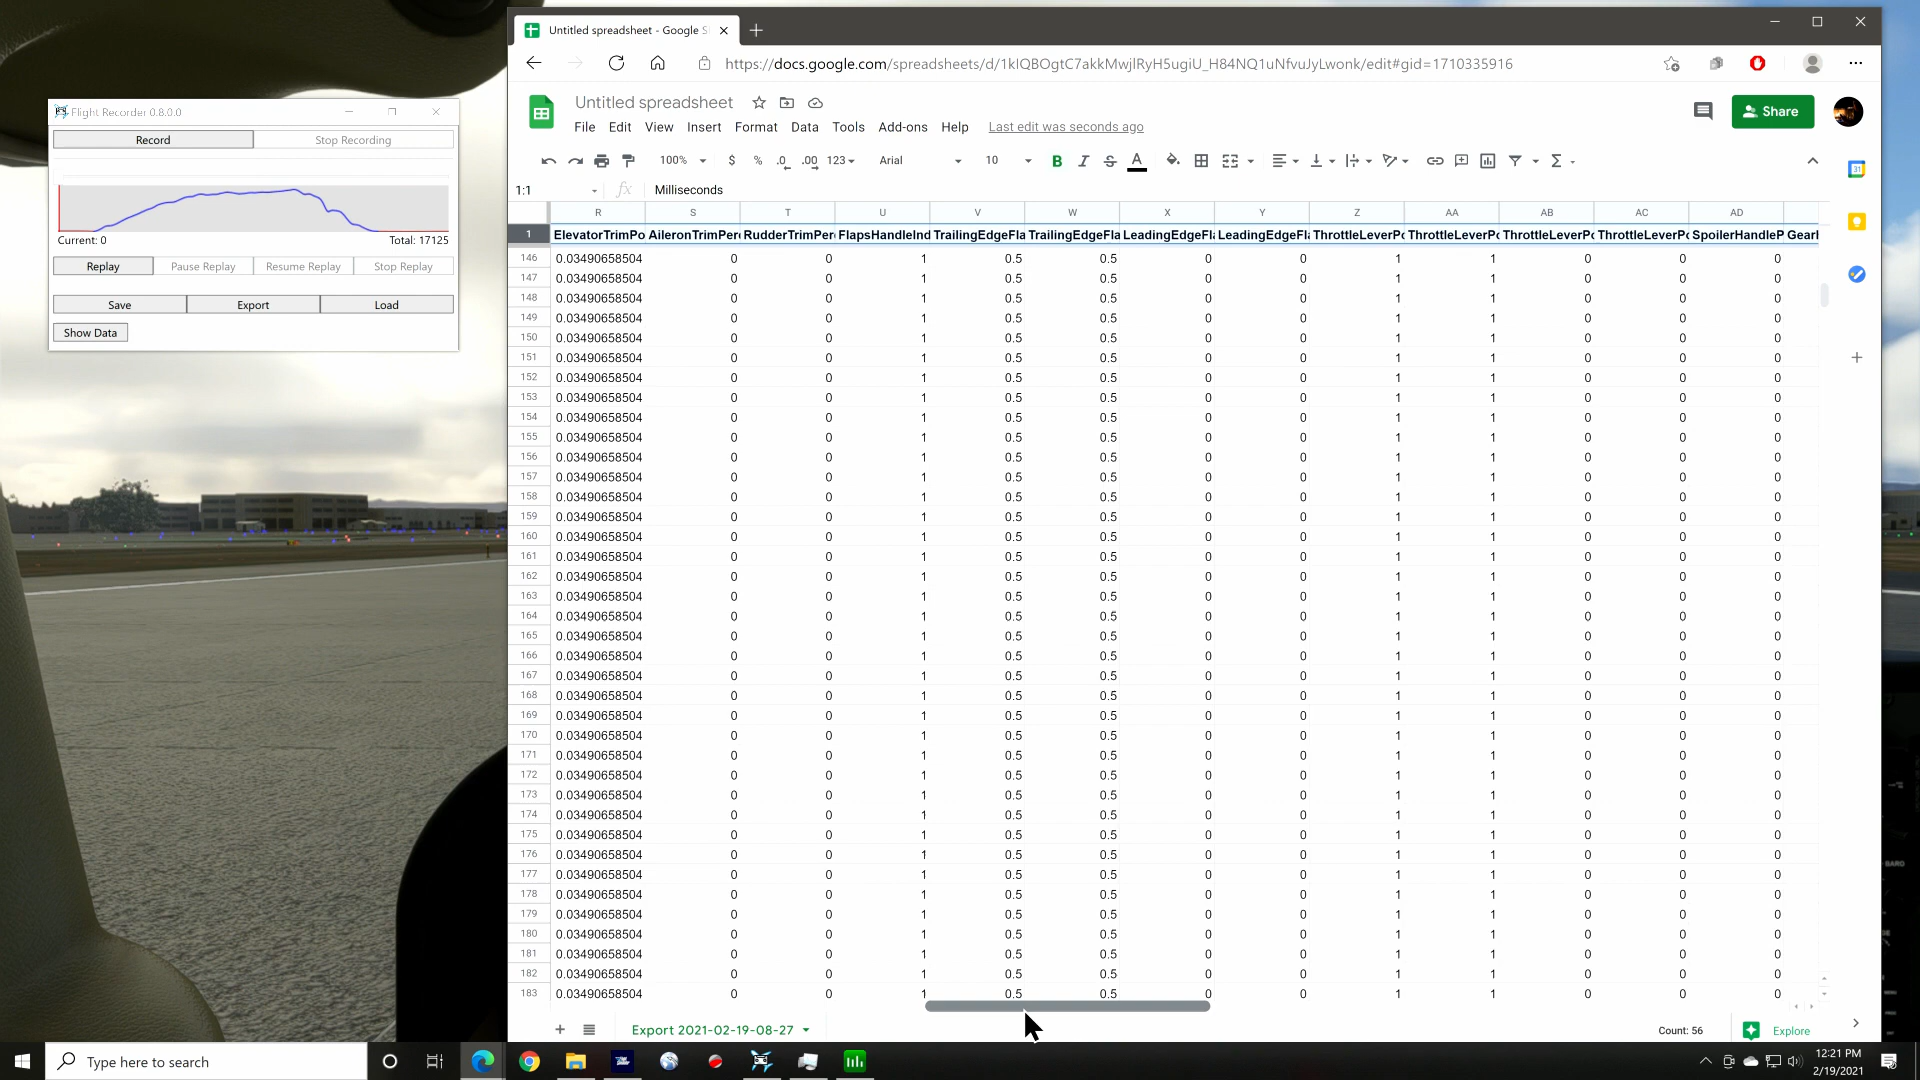 Untitled spreadsheet - Google S
https://docs.google.com/spreadsheets/d/1kIQBOgtC7akkMwjlRyH5ugiU_H84NQ1uNfvuJyLwonk/edit#gid=1710335916
Untitled spreadsheet
Share
File Edit View Insert Format Data Tools Add-ons Help Last edit was seconds ago
100% $ % .0 .00 123 Arial 10 B I S A
1:1 fx Milliseconds
R S T U V W X Y Z AA AB AC AD
1 ElevatorTrimPo AileronTrimPer RudderTrimPer FlapsHandleInd TrailingEdgeFla TrailingEdgeFla LeadingEdgeFla LeadingEdgeFla ThrottleLeverPo ThrottleLeverPo ThrottleLeverPo ThrottleLeverPo SpoilerHandleP GearH
146 0.03490658504 0 0 1 0.5 0.5 0 0 1 1 0 0 0
147 0.03490658504 0 0 1 0.5 0.5 0 0 1 1 0 0 0
148 0.03490658504 0 0 1 0.5 0.5 0 0 1 1 0 0 0
149 0.03490658504 0 0 1 0.5 0.5 0 0 1 1 0 0 0
150 0.03490658504 0 0 1 0.5 0.5 0 0 1 1 0 0 0
151 0.03490658504 0 0 1 0.5 0.5 0 0 1 1 0 0 0
152 0.03490658504 0 0 1 0.5 0.5 0 0 1 1 0 0 0
153 0.03490658504 0 0 1 0.5 0.5 0 0 1 1 0 0 0
154 0.03490658504 0 0 1 0.5 0.5 0 0 1 1 0 0 0
155 0.03490658504 0 0 1 0.5 0.5 0 0 1 1 0 0 0
156 0.03490658504 0 0 1 0.5 0.5 0 0 1 1 0 0 0
157 0.03490658504 0 0 1 0.5 0.5 0 0 1 1 0 0 0
158 0.03490658504 0 0 1 0.5 0.5 0 0 1 1 0 0 0
159 0.03490658504 0 0 1 0.5 0.5 0 0 1 1 0 0 0
160 0.03490658504 0 0 1 0.5 0.5 0 0 1 1 0 0 0
161 0.03490658504 0 0 1 0.5 0.5 0 0 1 1 0 0 0
162 0.03490658504 0 0 1 0.5 0.5 0 0 1 1 0 0 0
163 0.03490658504 0 0 1 0.5 0.5 0 0 1 1 0 0 0
164 0.03490658504 0 0 1 0.5 0.5 0 0 1 1 0 0 0
165 0.03490658504 0 0 1 0.5 0.5 0 0 1 1 0 0 0
166 0.03490658504 0 0 1 0.5 0.5 0 0 1 1 0 0 0
167 0.03490658504 0 0 1 0.5 0.5 0 0 1 1 0 0 0
168 0.03490658504 0 0 1 0.5 0.5 0 0 1 1 0 0 0
169 0.03490658504 0 0 1 0.5 0.5 0 0 1 1 0 0 0
170 0.03490658504 0 0 1 0.5 0.5 0 0 1 1 0 0 0
171 0.03490658504 0 0 1 0.5 0.5 0 0 1 1 0 0 0
172 0.03490658504 0 0 1 0.5 0.5 0 0 1 1 0 0 0
173 0.03490658504 0 0 1 0.5 0.5 0 0 1 1 0 0 0
174 0.03490658504 0 0 1 0.5 0.5 0 0 1 1 0 0 0
175 0.03490658504 0 0 1 0.5 0.5 0 0 1 1 0 0 0
176 0.03490658504 0 0 1 0.5 0.5 0 0 1 1 0 0 0
177 0.03490658504 0 0 1 0.5 0.5 0 0 1 1 0 0 0
178 0.03490658504 0 0 1 0.5 0.5 0 0 1 1 0 0 0
179 0.03490658504 0 0 1 0.5 0.5 0 0 1 1 0 0 0
180 0.03490658504 0 0 1 0.5 0.5 0 0 1 1 0 0 0
181 0.03490658504 0 0 1 0.5 0.5 0 0 1 1 0 0 0
182 0.03490658504 0 0 1 0.5 0.5 0 0 1 1 0 0 0
183 0.03490658504 0 0 1 0.5 0.5 0 0 1 1 0 0 0
Export 2021-02-19-08-27
Count: 56
Explore
Flight Recorder 0.8.0.0
Record Stop Recording
Current: 0 Total: 17125
Replay Pause Replay Resume Replay Stop Replay
Save Export Load
Show Data
Type here to search
12:21 PM
2/19/2021